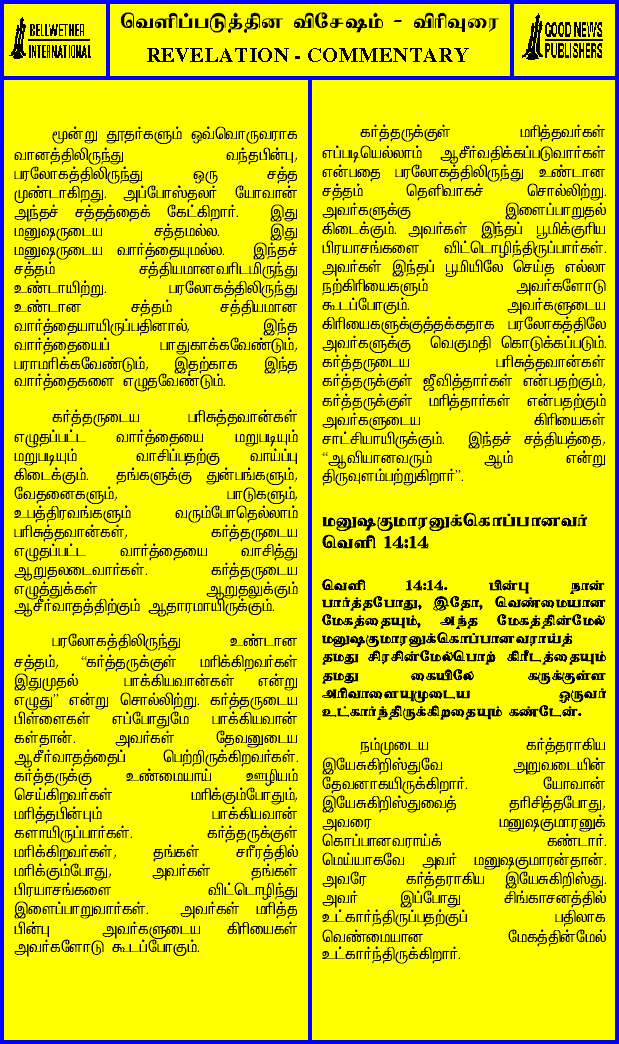 BELLWETHER
INTERNATIONAL
வெளிப்படுத்தின விசேஷம் - விரிவுரை
REVELATION - COMMENTARY
GOOD NEWS
PUBLISHERS
மூன்று தூதர்களும் ஒவ்வொருவராக
வானத்திலிருந்து வந்தபின்பு,
பரலோகத்திலிருந்து ஒரு சத்த
முண்டாகிறது. அப்போஸ்தலர் யோவான்
அந்தச் சத்தத்தைக் கேட்கிறார். இது
மனுஷருடைய சத்தமல்ல. இது
மனுஷருடைய வார்த்தையுமல்ல. இந்தச்
சத்தம் சத்தியமானவரிடமிருந்து
உண்டாயிற்று. பரலோகத்திலிருந்து
உண்டான சத்தம் சத்தியமான
வார்த்தையாயிருப்பதினால், இந்த
வார்த்தையைப் பாதுகாக்கவேண்டும்,
பராமரிக்கவேண்டும், இதற்காக இந்த
வார்த்தைகளை எழுதவேண்டும்.
கர்த்தருடைய பரிசுத்தவான்கள்
எழுதப்பட்ட வார்த்தையை மறுபடியும்
மறுபடியும் வாசிப்பதற்கு வாய்ப்பு
கிடைக்கும். தங்களுக்கு துன்பங்களும்,
வேதனைகளும், பாடுகளும்,
உபத்திரவங்களும் வரும்போதெல்லாம்
பரிசுத்தவான்கள், கர்த்தருடைய
எழுதப்பட்ட வார்த்தையை வாசித்து
ஆறுதலடைவார்கள். கர்த்தருடைய
எழுத்துக்கள் ஆறுதலுக்கும்
ஆசீர்வாதத்திற்கும் ஆதாரமாயிருக்கும்.
பரலோகத்திலிருந்து உண்டான
சத்தம், “கர்த்தருக்குள் மரிக்கிறவர்கள்
இதுமுதல் பாக்கியவான்கள் என்று
எழுது” என்று சொல்லிற்று. கர்த்தருடைய
பிள்ளைகள் எப்போதுமே பாக்கியவான்
கள்தான். அவர்கள் தேவனுடைய
ஆசீர்வாதத்தைப் பெற்றிருக்கிறவர்கள்.
கர்த்தருக்கு உண்மையாய் ஊழியம்
செய்கிறவர்கள் மரிக்கும்போதும்,
மரித்தபின்பும் பாக்கியவான்
களாயிருப்பார்கள். கர்த்தருக்குள்
மரிக்கிறவர்கள், தங்கள் சரீரத்தில்
மரிக்கும்போது, அவர்கள் தங்கள்
பிரயாசங்களை விட்டொழிந்து
இளைப்பாறுவார்கள். அவர்கள் மரித்த
பின்பு அவர்களுடைய கிரியைகள்
அவர்களோடு கூடப்போகும்.
கர்த்தருக்குள் மரித்தவர்கள்
எப்படியெல்லாம் ஆசீர்வதிக்கப்படுவார்கள்
என்பதை பரலோகத்திலிருந்து உண்டான
சத்தம் தெளிவாகச் சொல்லிற்று.
அவர்களுக்கு இளைப்பாறுதல்
கிடைக்கும். அவர்கள் இந்தப் பூமிக்குரிய
பிரயாசங்களை விட்டொழிந்திருப்பார்கள்.
அவர்கள் இந்தப் பூமியிலே செய்த எல்லா
நற்கிரியைகளும் அவர்களோடு
கூடப்போகும். அவர்களுடைய
கிரியைகளுக்குத்தக்கதாக பரலோகத்திலே
அவர்களுக்கு வெகுமதி கொடுக்கப்படும்.
கர்த்தருடைய பரிசுத்தவான்கள்
கர்த்தருக்குள் ஜீவித்தார்கள் என்பதற்கும்,
கர்த்தருக்குள் மரித்தார்கள் என்பதற்கும்
அவர்களுடைய கிரியைகள்
சாட்சியாயிருக்கும். இந்தச் சத்தியத்தை,
“ஆவியானவரும் ஆம் என்று
திருவுளம்பற்றுகிறார்”.
மனுஷகுமாரனுக்கொப்பானவர்
வெளி 14:14
வெளி 14:14. பின்பு நான்
பார்த்தபோது, இதோ, வெண்மையான
மேகத்தையும், அந்த மேகத்தின்மேல்
மனுஷகுமாரனுக்கொப்பானவராய்த்
தமது சிரசின்மேல்பொற் கிரீடத்தையும்
தமது கையிலே கருக்குள்ள
அரிவாளையுமுடைய ஒருவர்
உட்கார்ந்திருக்கிறதையும் கண்டேன்.
நம்முடைய கர்த்தராகிய
இயேசுகிறிஸ்துவே அறுவடையின்
தேவனாகயிருக்கிறார். யோவான்
இயேசுகிறிஸ்துவைத் தரிசித்தபோது,
அவரை மனுஷகுமாரனுக்
கொப்பானவராய்க் கண்டார்.
மெய்யாகவே அவர் மனுஷகுமாரன்தான்.
அவரே கர்த்தராகிய இயேசுகிறிஸ்து.
அவர் இப்போது சிங்காசனத்தில்
உட்கார்ந்திருப்பதற்குப் பதிலாக
வெண்மையான மேகத்தின்மேல்
உட்கார்ந்திருக்கிறார்.